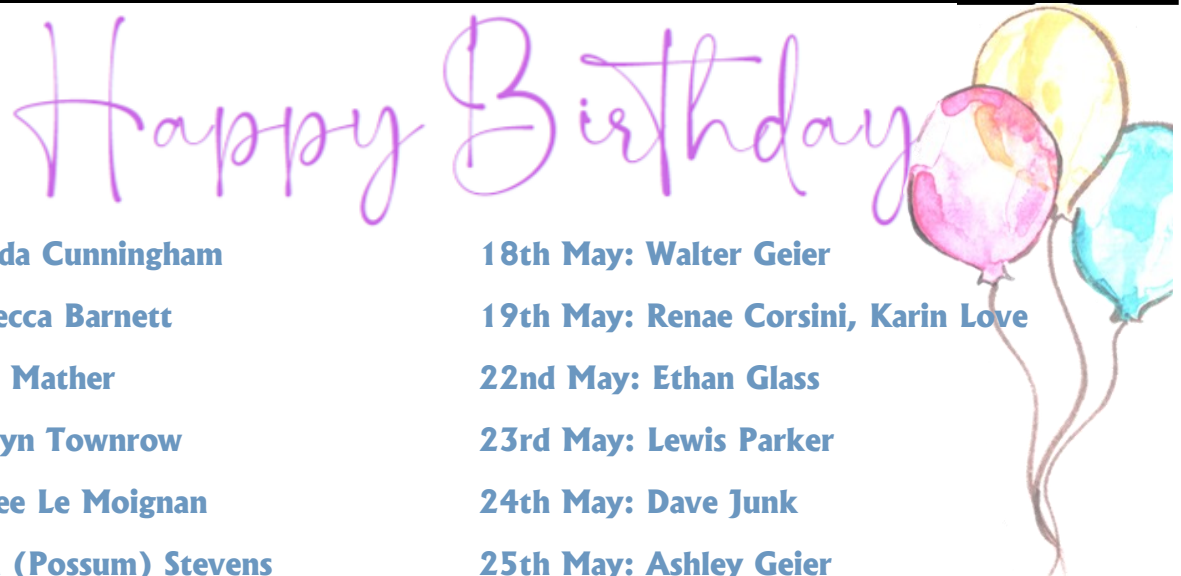 Happy Birthday
da Cunningham
ecca Barnett
Mather
yn Townrow
ee Le Moignan
(Possum) Stevens
18th May: Walter Geier
19th May: Renae Corsini, Karin Love
22nd May: Ethan Glass
23rd May: Lewis Parker
24th May: Dave Junk
25th May: Ashley Geier